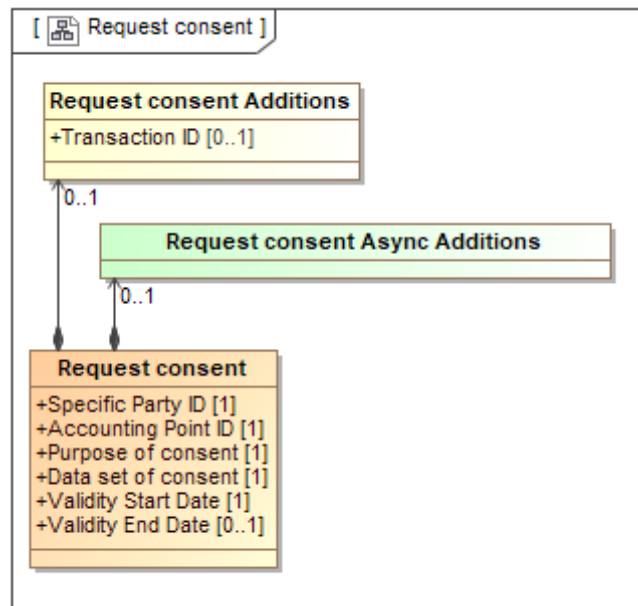 [ Request consent ]
Request consent Additions
+Transaction ID [0..1]
0..1
Request consent Async Additions
0..1
Request consent
+Specific Party ID [1]
+Accounting Point ID [1]
+Purpose of consent [1]
+Data set of consent [1]
+Validity Start Date [1]
+Validity End Date [0..1]